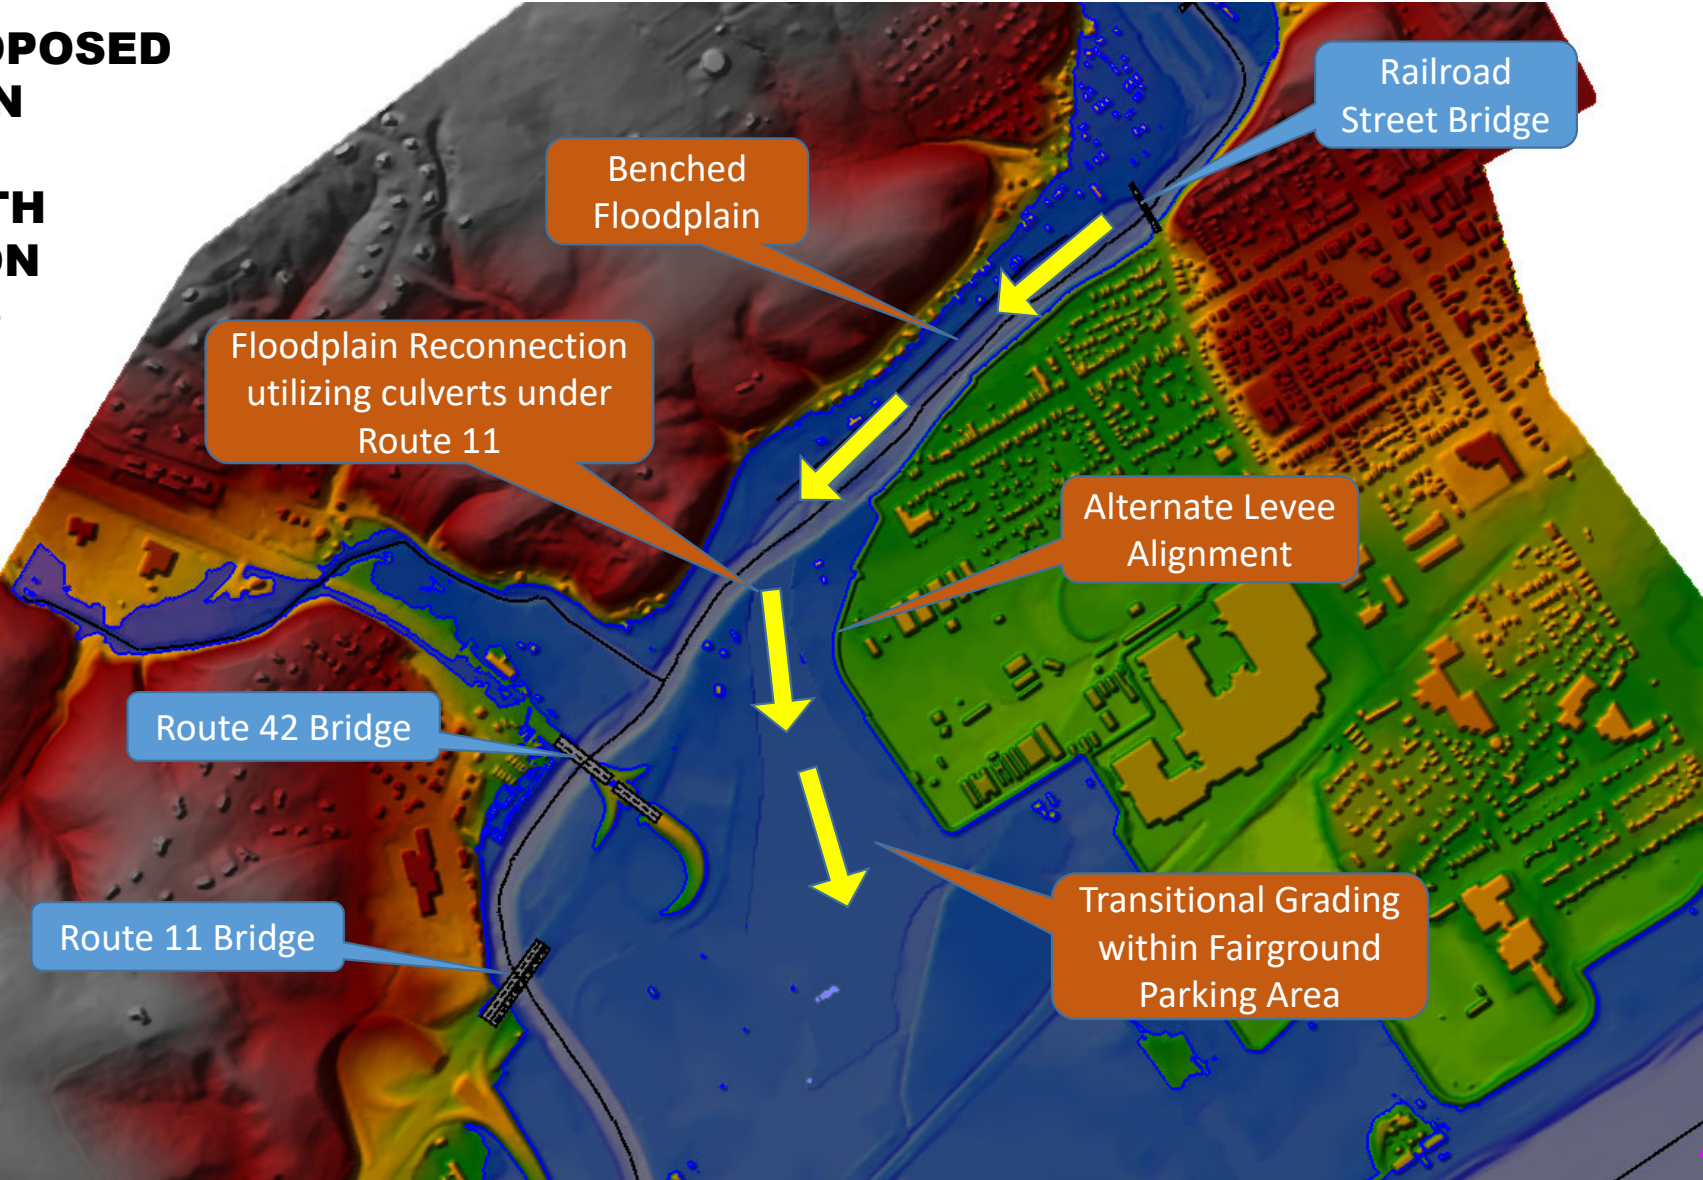 OPOSED
N
TH
ON
Railroad
Street Bridge
Benched
Floodplain
Floodplain Reconnection
utilizing culverts under
Route 11
Alternate Levee
Alignment
Route 42 Bridge
Route 11 Bridge
Transitional Grading
within Fairground
Parking Area